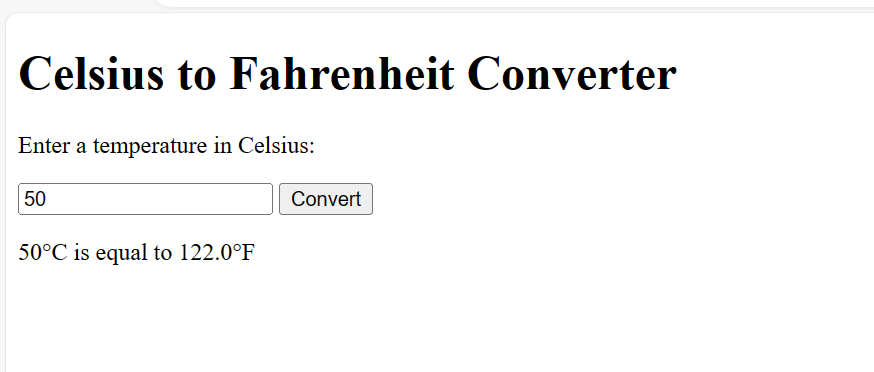 Celsius to Fahrenheit Converter
Enter a temperature in Celsius:
50 Convert
50°C is equal to 122.0°F